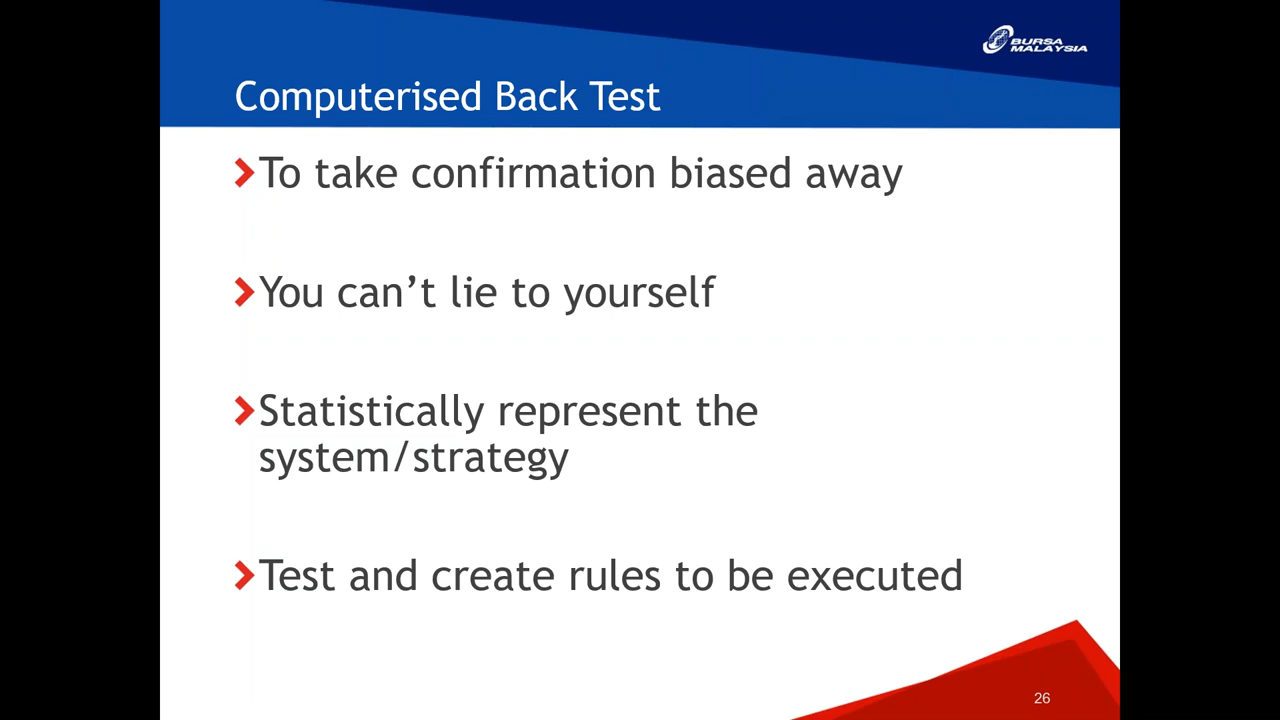 BURSA
MALAYSIA
Computerised Back Test
To take confirmation biased away
You can’t lie to yourself
Statistically represent the
system/strategy
Test and create rules to be executed
26